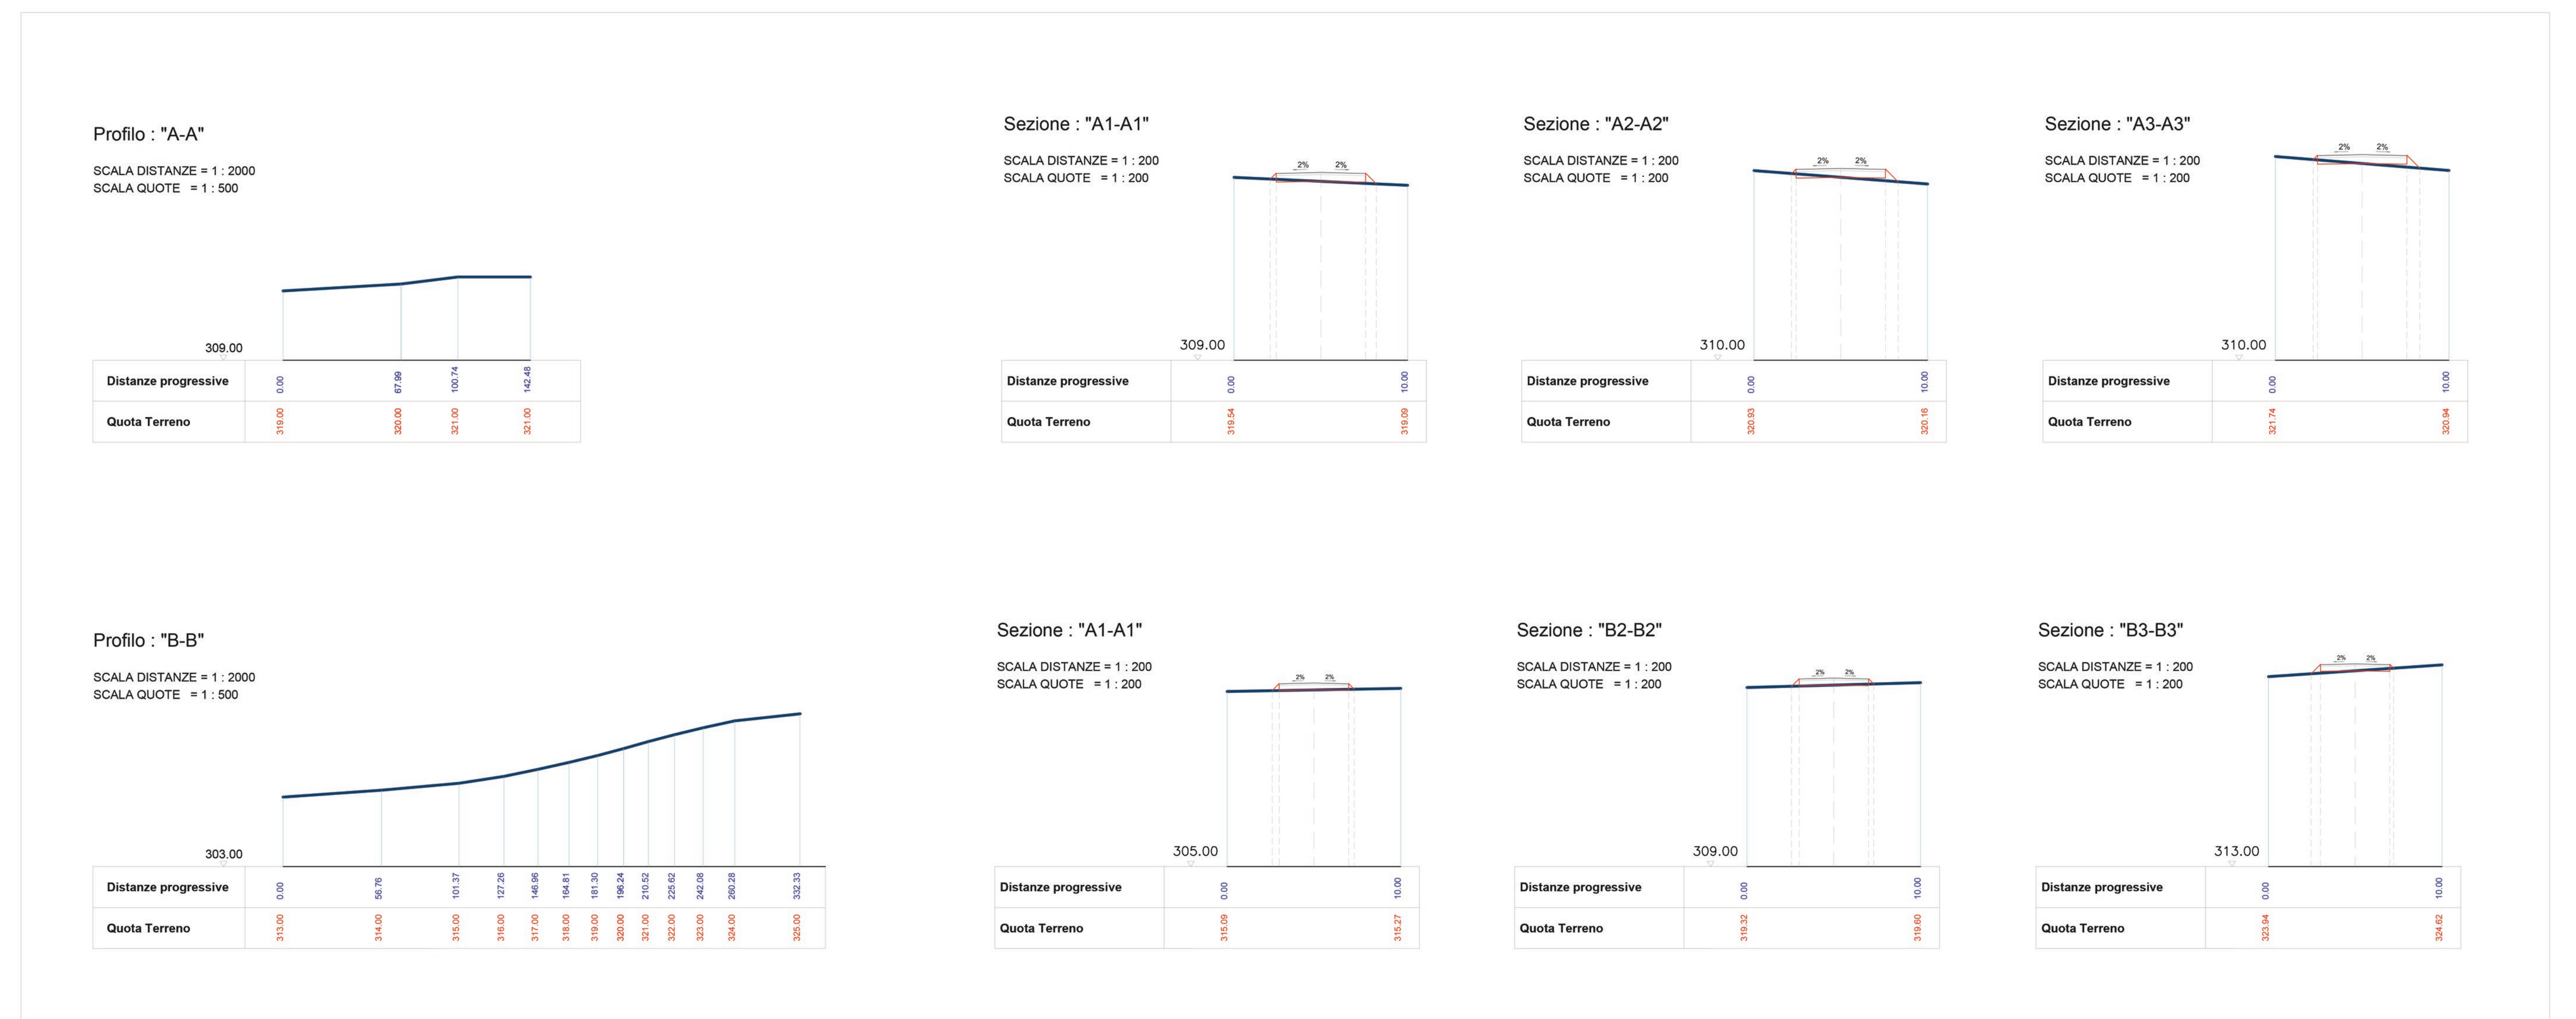 Profilo : "A-A"
SCALA DISTANZE = 1 : 2000
SCALA QUOTE = 1 : 500
309.00
Distanze progressive 0.00 67.99 100.74 142.48
Quota Terreno 319.00 320.00 321.00 321.00
Sezione : "A1-A1"
SCALA DISTANZE = 1 : 200
SCALA QUOTE = 1 : 200
2% 2%
309.00
Distanze progressive 0.00 10.00
Quota Terreno 319.54 319.09
Sezione : "A2-A2"
SCALA DISTANZE = 1 : 200
SCALA QUOTE = 1 : 200
2% 2%
310.00
Distanze progressive 0.00 10.00
Quota Terreno 320.93 320.16
Sezione : "A3-A3"
SCALA DISTANZE = 1 : 200
SCALA QUOTE = 1 : 200
2% 2%
310.00
Distanze progressive 0.00 10.00
Quota Terreno 321.74 320.94
Profilo : "B-B"
SCALA DISTANZE = 1 : 2000
SCALA QUOTE = 1 : 500
303.00
Distanze progressive 0.00 56.76 101.37 127.26 146.96 164.81 181.30 196.24 210.52 225.62 242.08 260.28 332.33
Quota Terreno 313.00 314.00 315.00 316.00 317.00 318.00 319.00 320.00 321.00 322.00 323.00 324.00 325.00
Sezione : "A1-A1"
SCALA DISTANZE = 1 : 200
SCALA QUOTE = 1 : 200
2% 2%
305.00
Distanze progressive 0.00 10.00
Quota Terreno 315.09 315.27
Sezione : "B2-B2"
SCALA DISTANZE = 1 : 200
SCALA QUOTE = 1 : 200
2% 2%
309.00
Distanze progressive 0.00 10.00
Quota Terreno 319.32 319.60
Sezione : "B3-B3"
SCALA DISTANZE = 1 : 200
SCALA QUOTE = 1 : 200
2% 2%
313.00
Distanze progressive 0.00 10.00
Quota Terreno 323.94 324.62